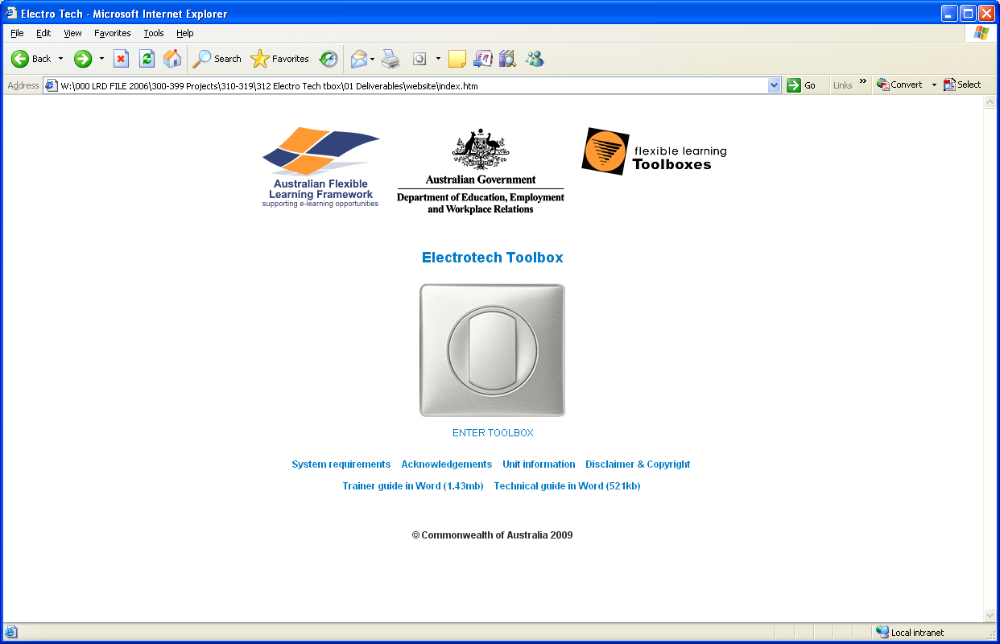 Electro Tech - Microsoft Internet Explorer
File Edit View Favorites Tools Help
Back Search Favorites
Address W:\000 LRD FILE 2006\300-399 Projects\310-319\312 Electro Tech tbox\01 Deliverables\website\index.htm Go Links » Convert Select
Australian Flexible
Learning Framework
supporting e-learning opportunities
Australian Government
Department of Education, Employment
and Workplace Relations
flexible learning
Toolboxes
Electrotech Toolbox
ENTER TOOLBOX
System requirements Acknowledgements Unit information Disclaimer & Copyright
Trainer guide in Word (1.43mb) Technical guide in Word (521kb)
© Commonwealth of Australia 2009
Local intranet